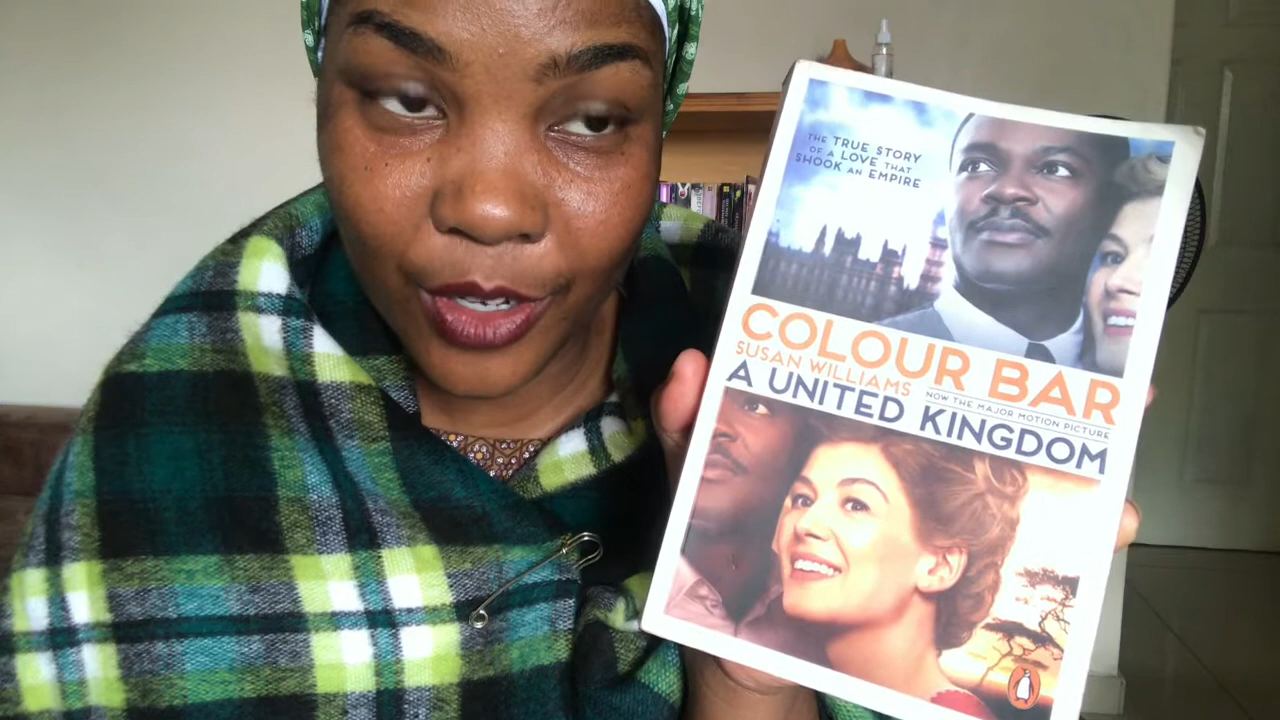 THE TRUE STORY
OF A LOVE THAT
SHOOK AN EMPIRE
COLOUR BAR
SUSAN WILLIAMS
NOW THE MAJOR MOTION PICTURE
A UNITED KINGDOM